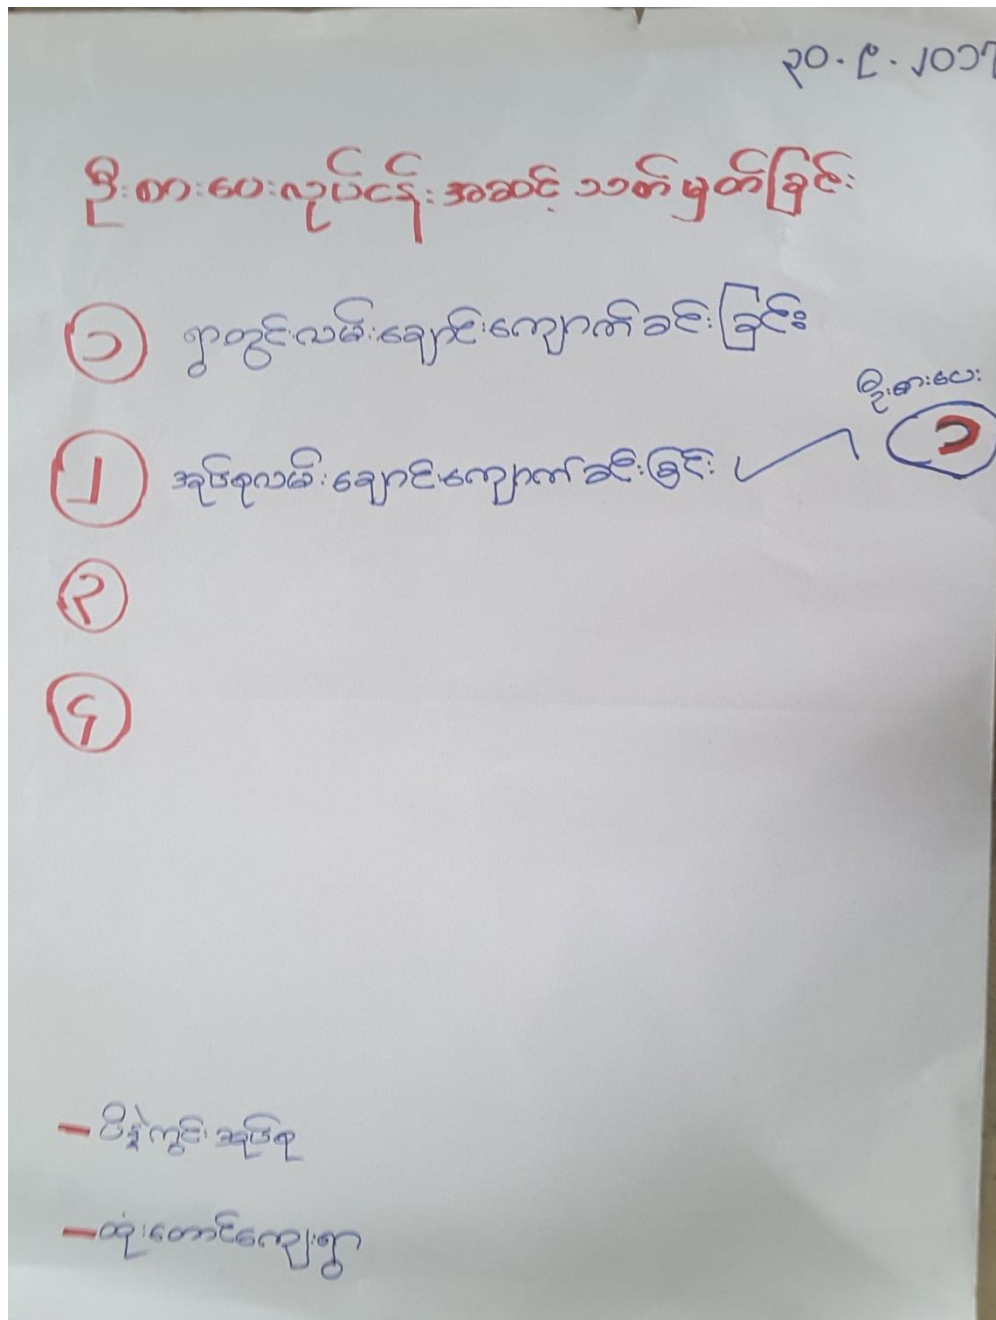 ၃၀.၉.၂၀၁၇
ဦးစားပေးလုပ်ငန်းအဆင့် သတ်မှတ်ခြင်း
၁ ရွာတွင်းလမ်းချောင်းကျောက်ခင်းခြင်း
ဦးစားပေး
၂ အုပ်စုလမ်းချောင်းကျောက်ခင်းခြင်း ၁
၃
၄
- ပိန္နဲကွင်းအုပ်စု
- ထုံးတောင်ကျေးရွာ